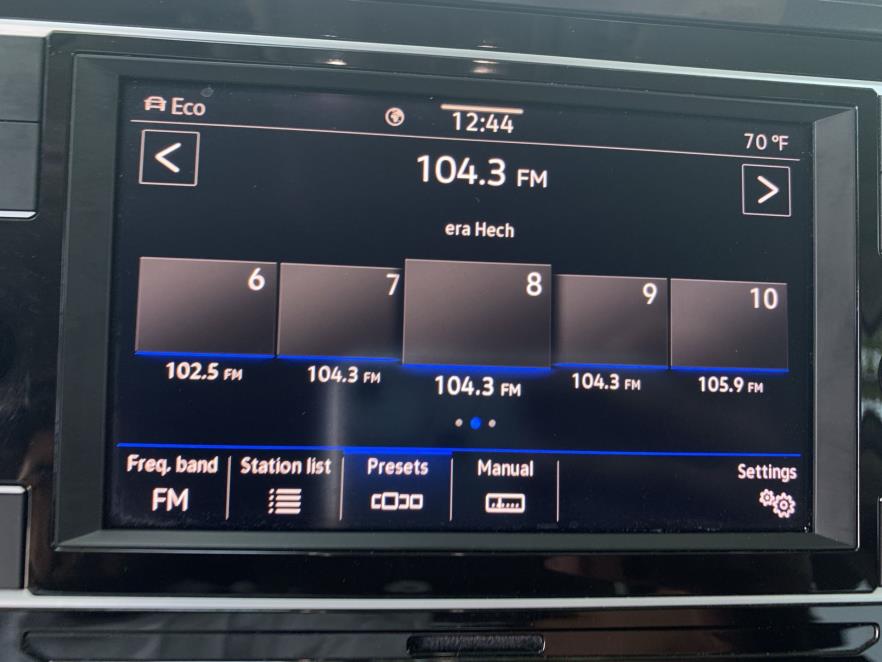 Eco
12:44
70 °F
<
104.3 FM
>
era Hech
6 7 8 9 10
102.5 FM 104.3 FM 104.3 FM 104.3 FM 105.9 FM
Freq. band Station list Presets Manual Settings
FM